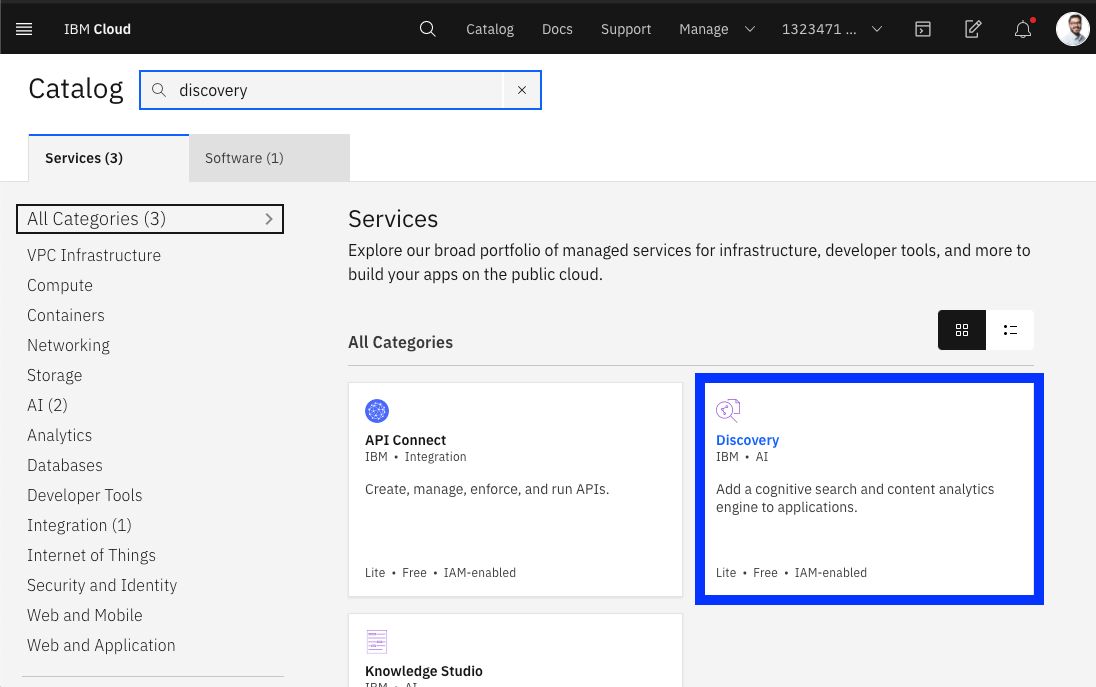 IBM Cloud
Catalog
Docs
Support
Manage
1323471 ...
Catalog
discovery
Services (3)
Software (1)
All Categories (3)
VPC Infrastructure
Compute
Containers
Networking
Storage
AI (2)
Analytics
Databases
Developer Tools
Integration (1)
Internet of Things
Security and Identity
Web and Mobile
Web and Application
Services
Explore our broad portfolio of managed services for infrastructure, developer tools, and more to
build your apps on the public cloud.
All Categories
API Connect
IBM • Integration
Create, manage, enforce, and run APIs.
Lite • Free • IAM-enabled
Discovery
IBM • AI
Add a cognitive search and content analytics
engine to applications.
Lite • Free • IAM-enabled
Knowledge Studio
IBM • AI